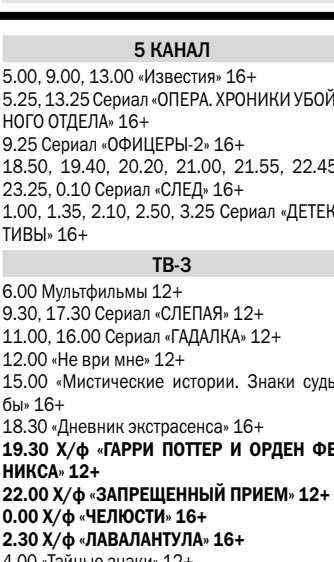 5 КАНАЛ
5.00, 9.00, 13.00 «Известия» 16+
5.25, 13.25 Сериал «ОПЕРА. ХРОНИКИ УБОЙ
НОГО ОТДЕЛА» 16+
9.25 Сериал «ОФИЦЕРЫ-2» 16+
18.50, 19.40, 20.20, 21.00, 21.55, 22.45
23.25, 0.10 Сериал «СЛЕД» 16+
1.00, 1.35, 2.10, 2.50, 3.25 Сериал «ДЕТЕК
ТИВЫ» 16+
ТВ-3
6.00 Мультфильмы 12+
9.30, 17.30 Сериал «СЛЕПАЯ» 12+
11.00, 16.00 Сериал «ГАДАЛКА» 12+
12.00 «Не ври мне» 12+
15.00 «Мистические истории. Знаки судь
бы» 16+
18.30 «Дневник экстрасенса» 16+
19.30 Х/ф «ГАРРИ ПОТТЕР И ОРДЕН ФЕ
НИКСА» 12+
22.00 Х/ф «ЗАПРЕЩЕННЫЙ ПРИЕМ» 12+
0.00 Х/ф «ЧЕЛЮСТИ» 16+
2.30 Х/ф «ЛАВАЛАНТУЛА» 16+
4.00 «Тайные знаки» 12+